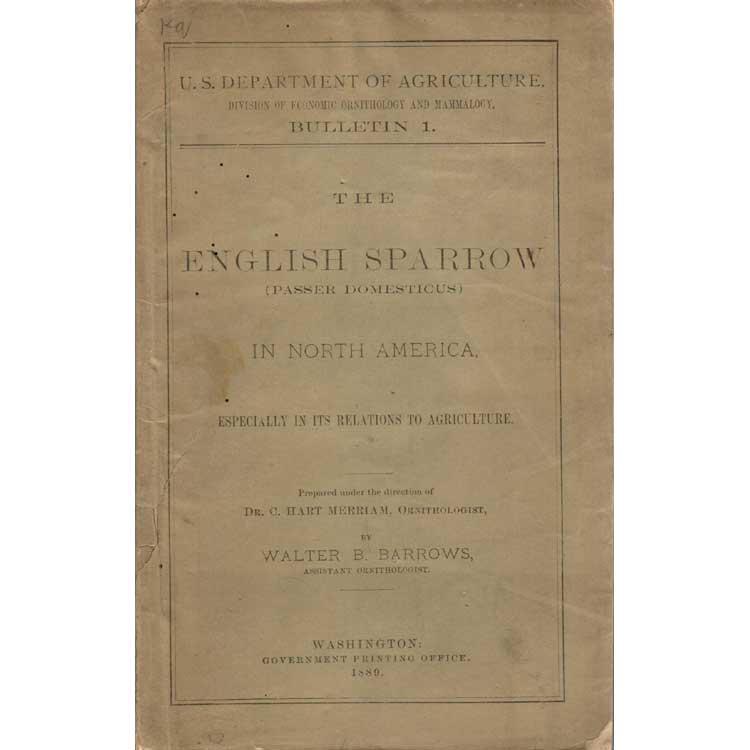 U. S. DEPARTMENT OF AGRICULTURE.
DIVISION OF ECONOMIC ORNITHOLOGY AND MAMMALOGY.
BULLETIN 1.
THE
ENGLISH SPARROW
(PASSER DOMESTICUS)
IN NORTH AMERICA,
ESPECIALLY IN ITS RELATIONS TO AGRICULTURE.
Prepared under the direction of
DR. C. HART MERRIAM, ORNITHOLOGIST,
BY
WALTER B. BARROWS,
ASSISTANT ORNITHOLOGIST.
WASHINGTON:
GOVERNMENT PRINTING OFFICE.
1889.